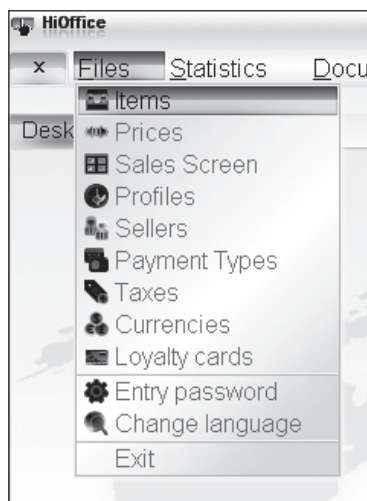 HiOffice
x Files Statistics Docu
Items
Desk
Prices
Sales Screen
Profiles
Sellers
Payment Types
Taxes
Currencies
Loyalty cards
Entry password
Change language
Exit